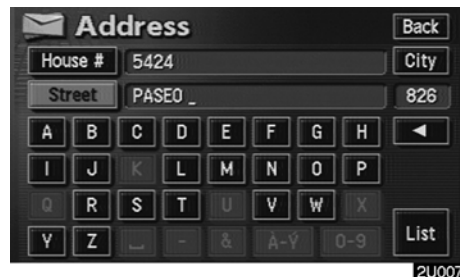 Address Back
House # 5424 City
Street PASEO _ 826
A B C D E F G H ◄
I J K L M N O P
Q R S T U V W X
Y Z ␣ - & À-Ý 0-9 List
2U007